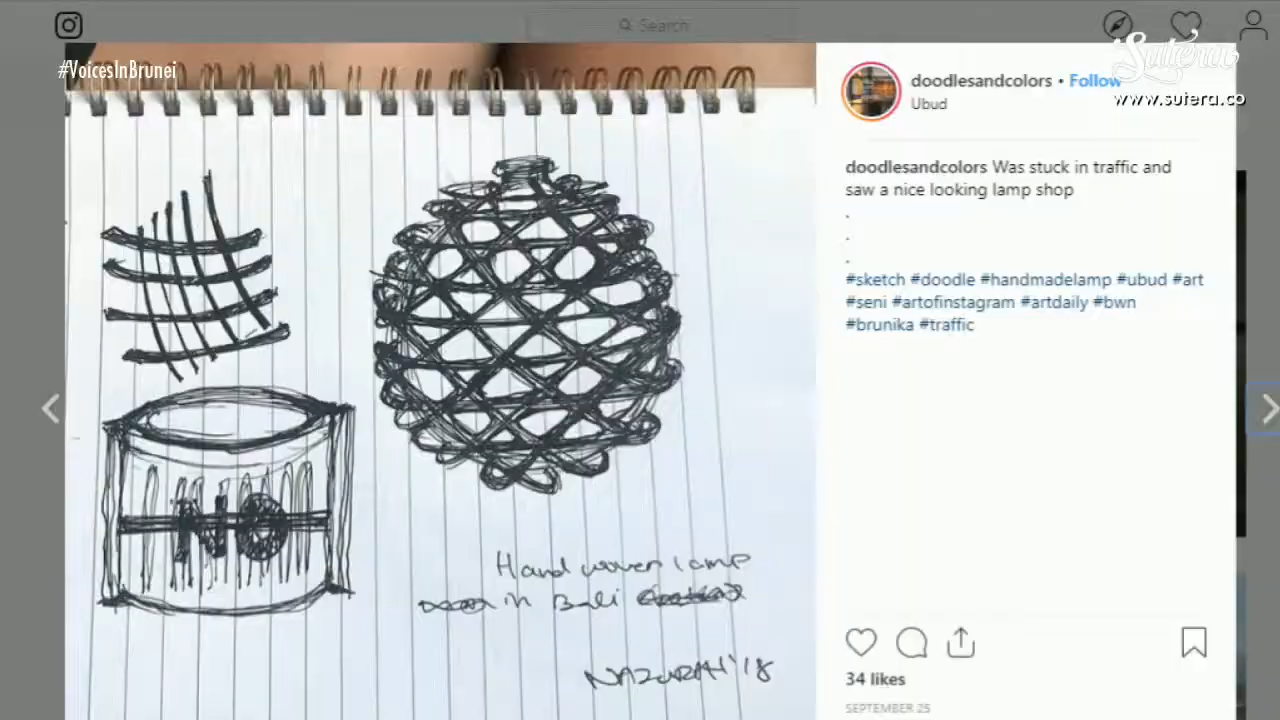 Search
#VoicesInBrunei
Sutera
www.sutera.co
doodlesandcolors • Follow
Ubud
doodlesandcolors Was stuck in traffic and
saw a nice looking lamp shop
.
.
.
#sketch #doodle #handmadelamp #ubud #art
#seni #artofinstagram #artdaily #bwn
#brunika #traffic
NO
Hand woven lamp
in Bali
NAZURAH '18
34 likes
SEPTEMBER 25